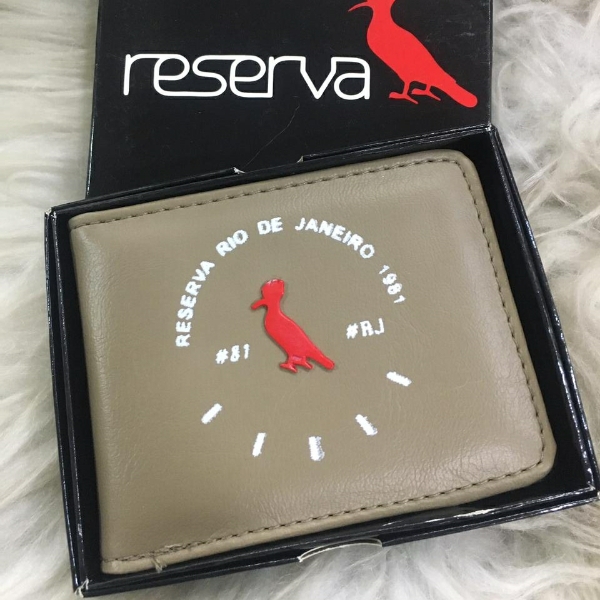 reserva
RESERVA RIO DE JANEIRO 1981
#81 #RJ